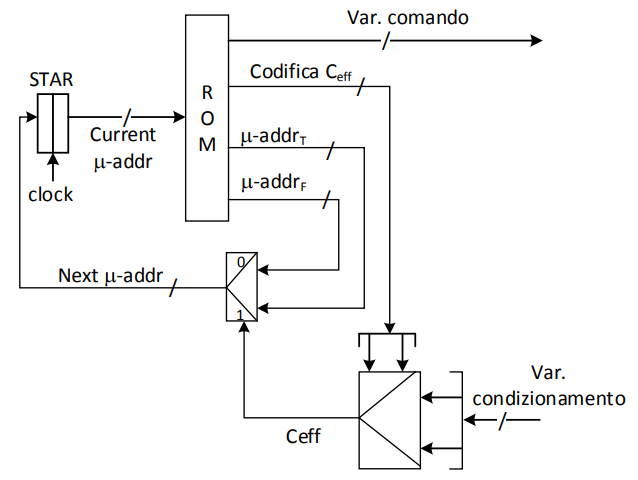 Var. comando
STAR
Codifica Ceff
R
O
M
Current
μ-addr
μ-addrT
μ-addrF
clock
Next μ-addr
0
1
Var.
condizionamento
Ceff